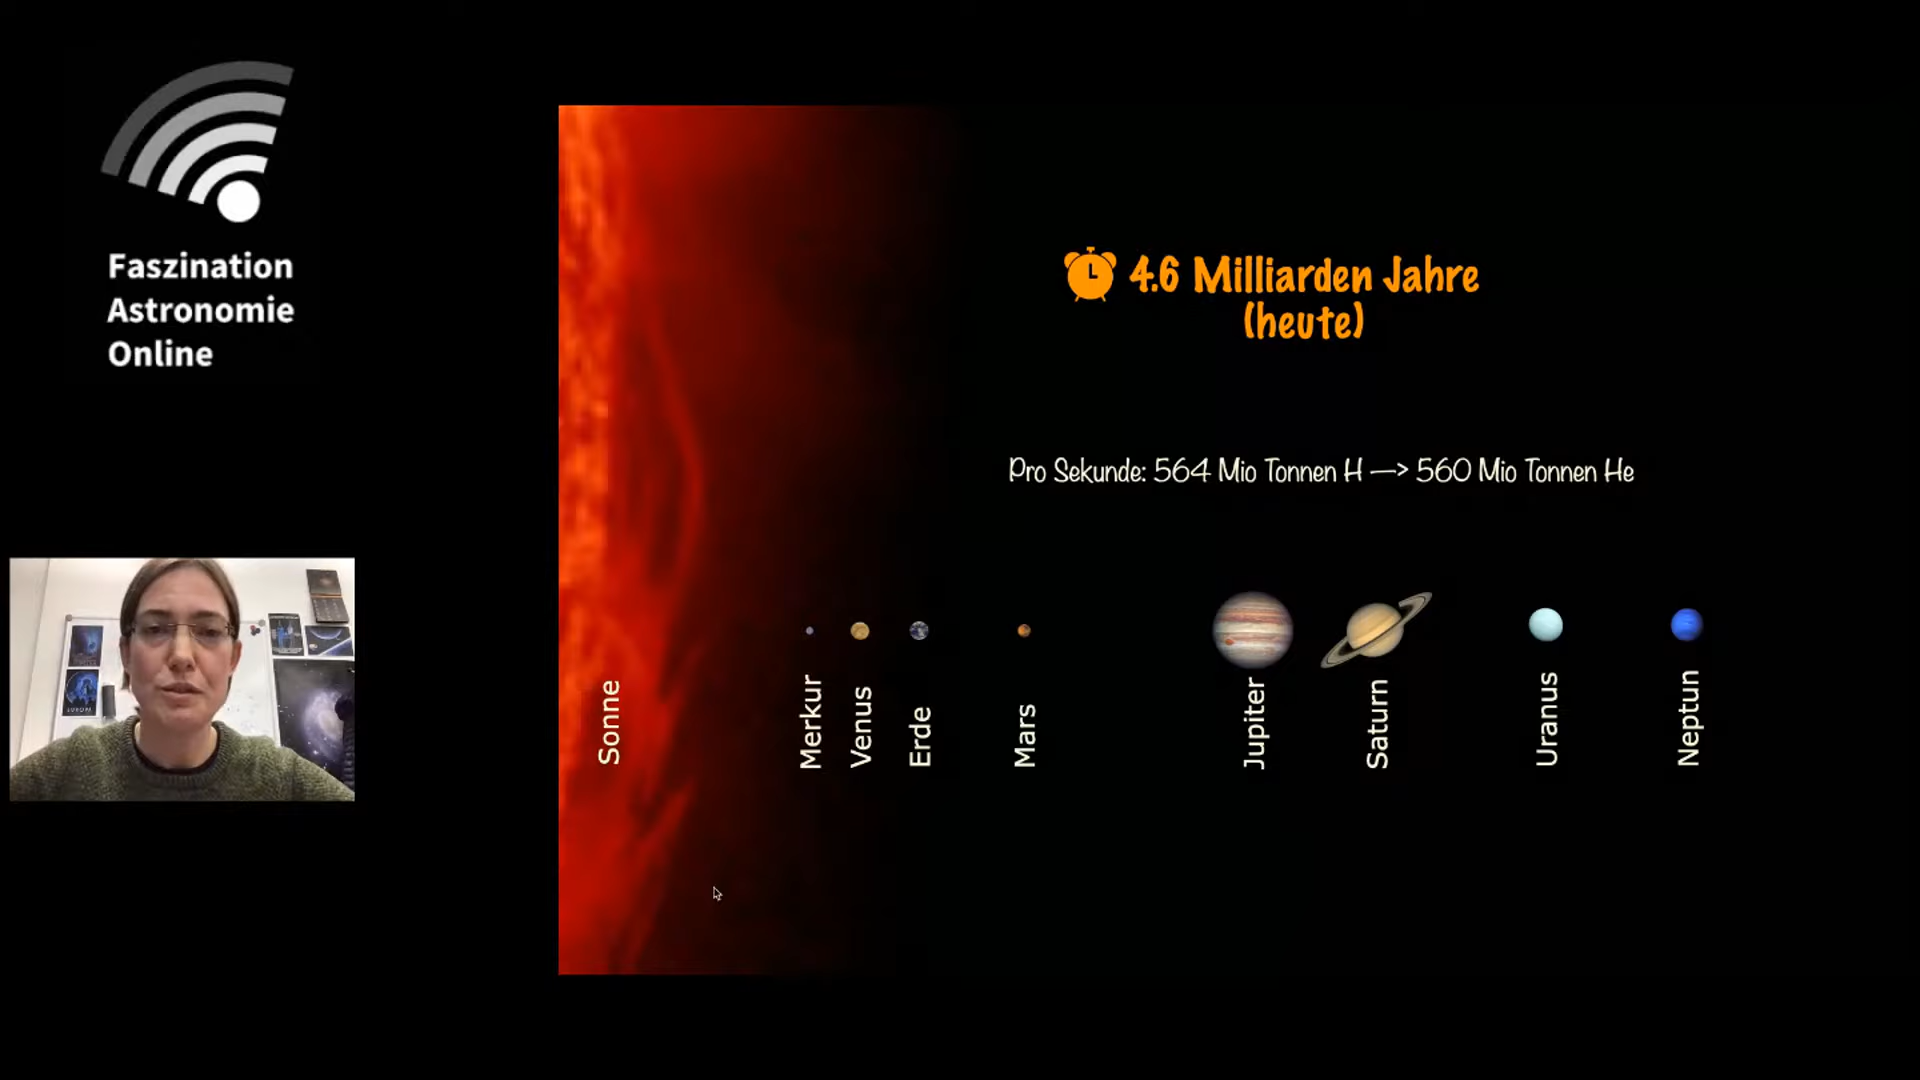 Faszination
Astronomie
Online
4.6 Milliarden Jahre
(heute)
Pro Sekunde: 564 Mio Tonnen H —> 560 Mio Tonnen He
Sonne
Merkur
Venus
Erde
Mars
Jupiter
Saturn
Uranus
Neptun